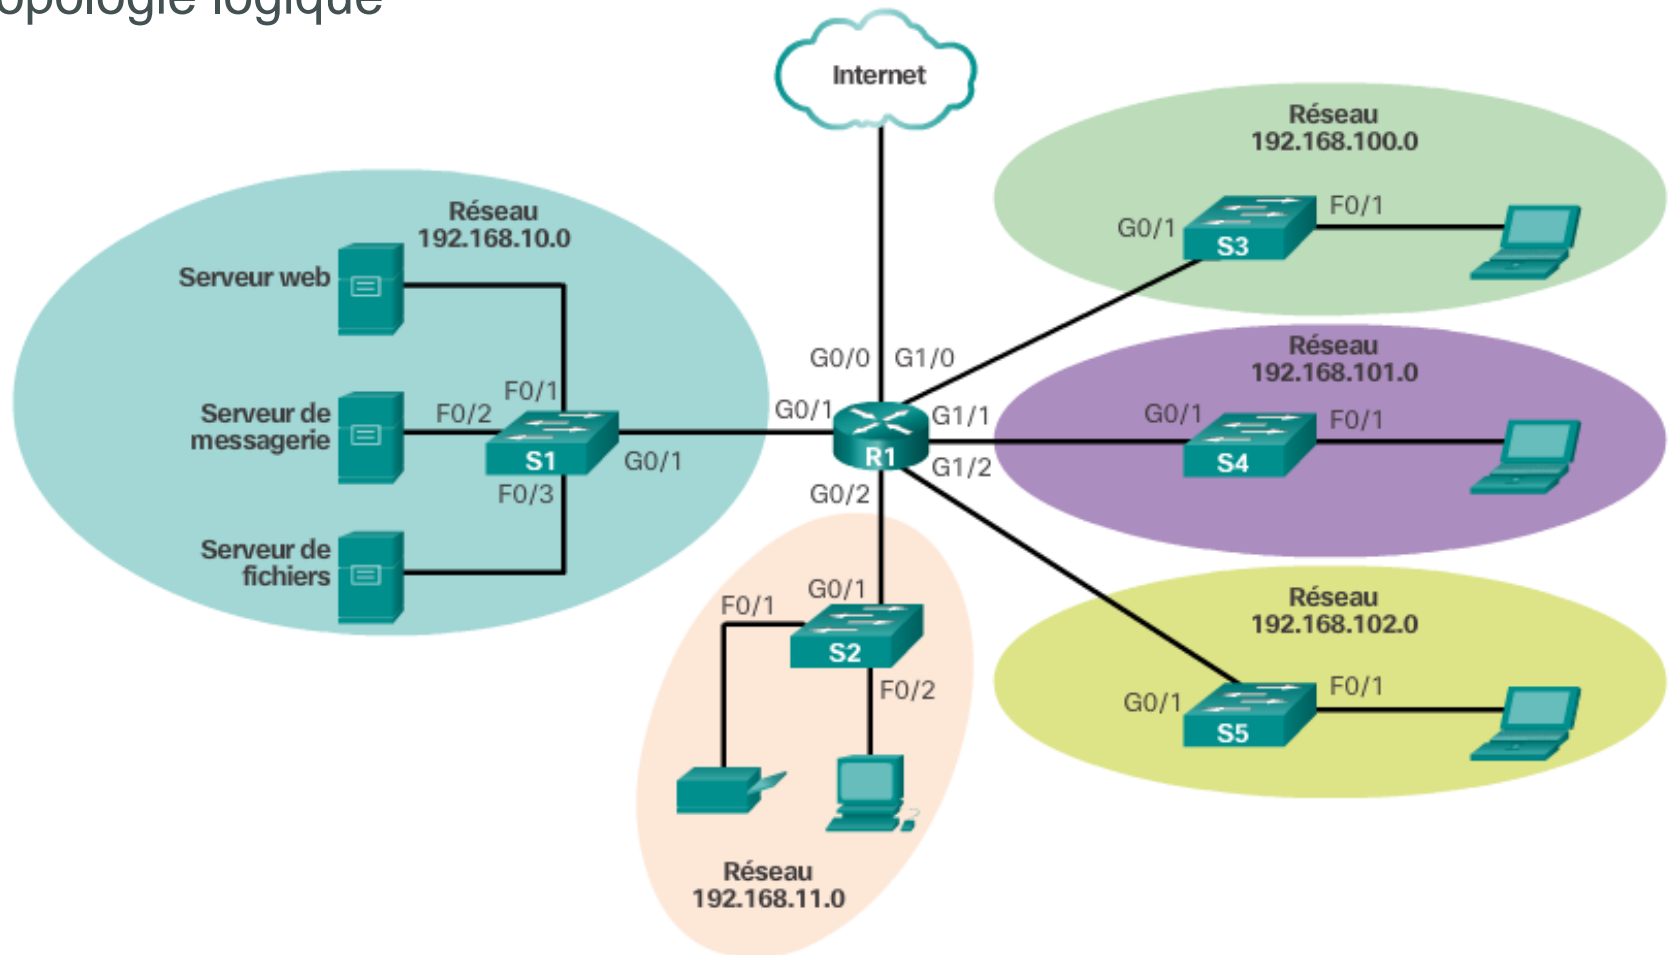 opologie logique
Internet
Réseau
192.168.10.0
Serveur web
F0/1
Serveur de
messagerie
F0/2
S1
G0/1
F0/3
Serveur de
fichiers
G0/0
G1/0
G0/1
G1/1
R1
G1/2
G0/2
Réseau
192.168.100.0
G0/1
S3
F0/1
Réseau
192.168.101.0
G0/1
S4
F0/1
Réseau
192.168.102.0
G0/1
S5
F0/1
G0/1
F0/1
S2
F0/2
Réseau
192.168.11.0